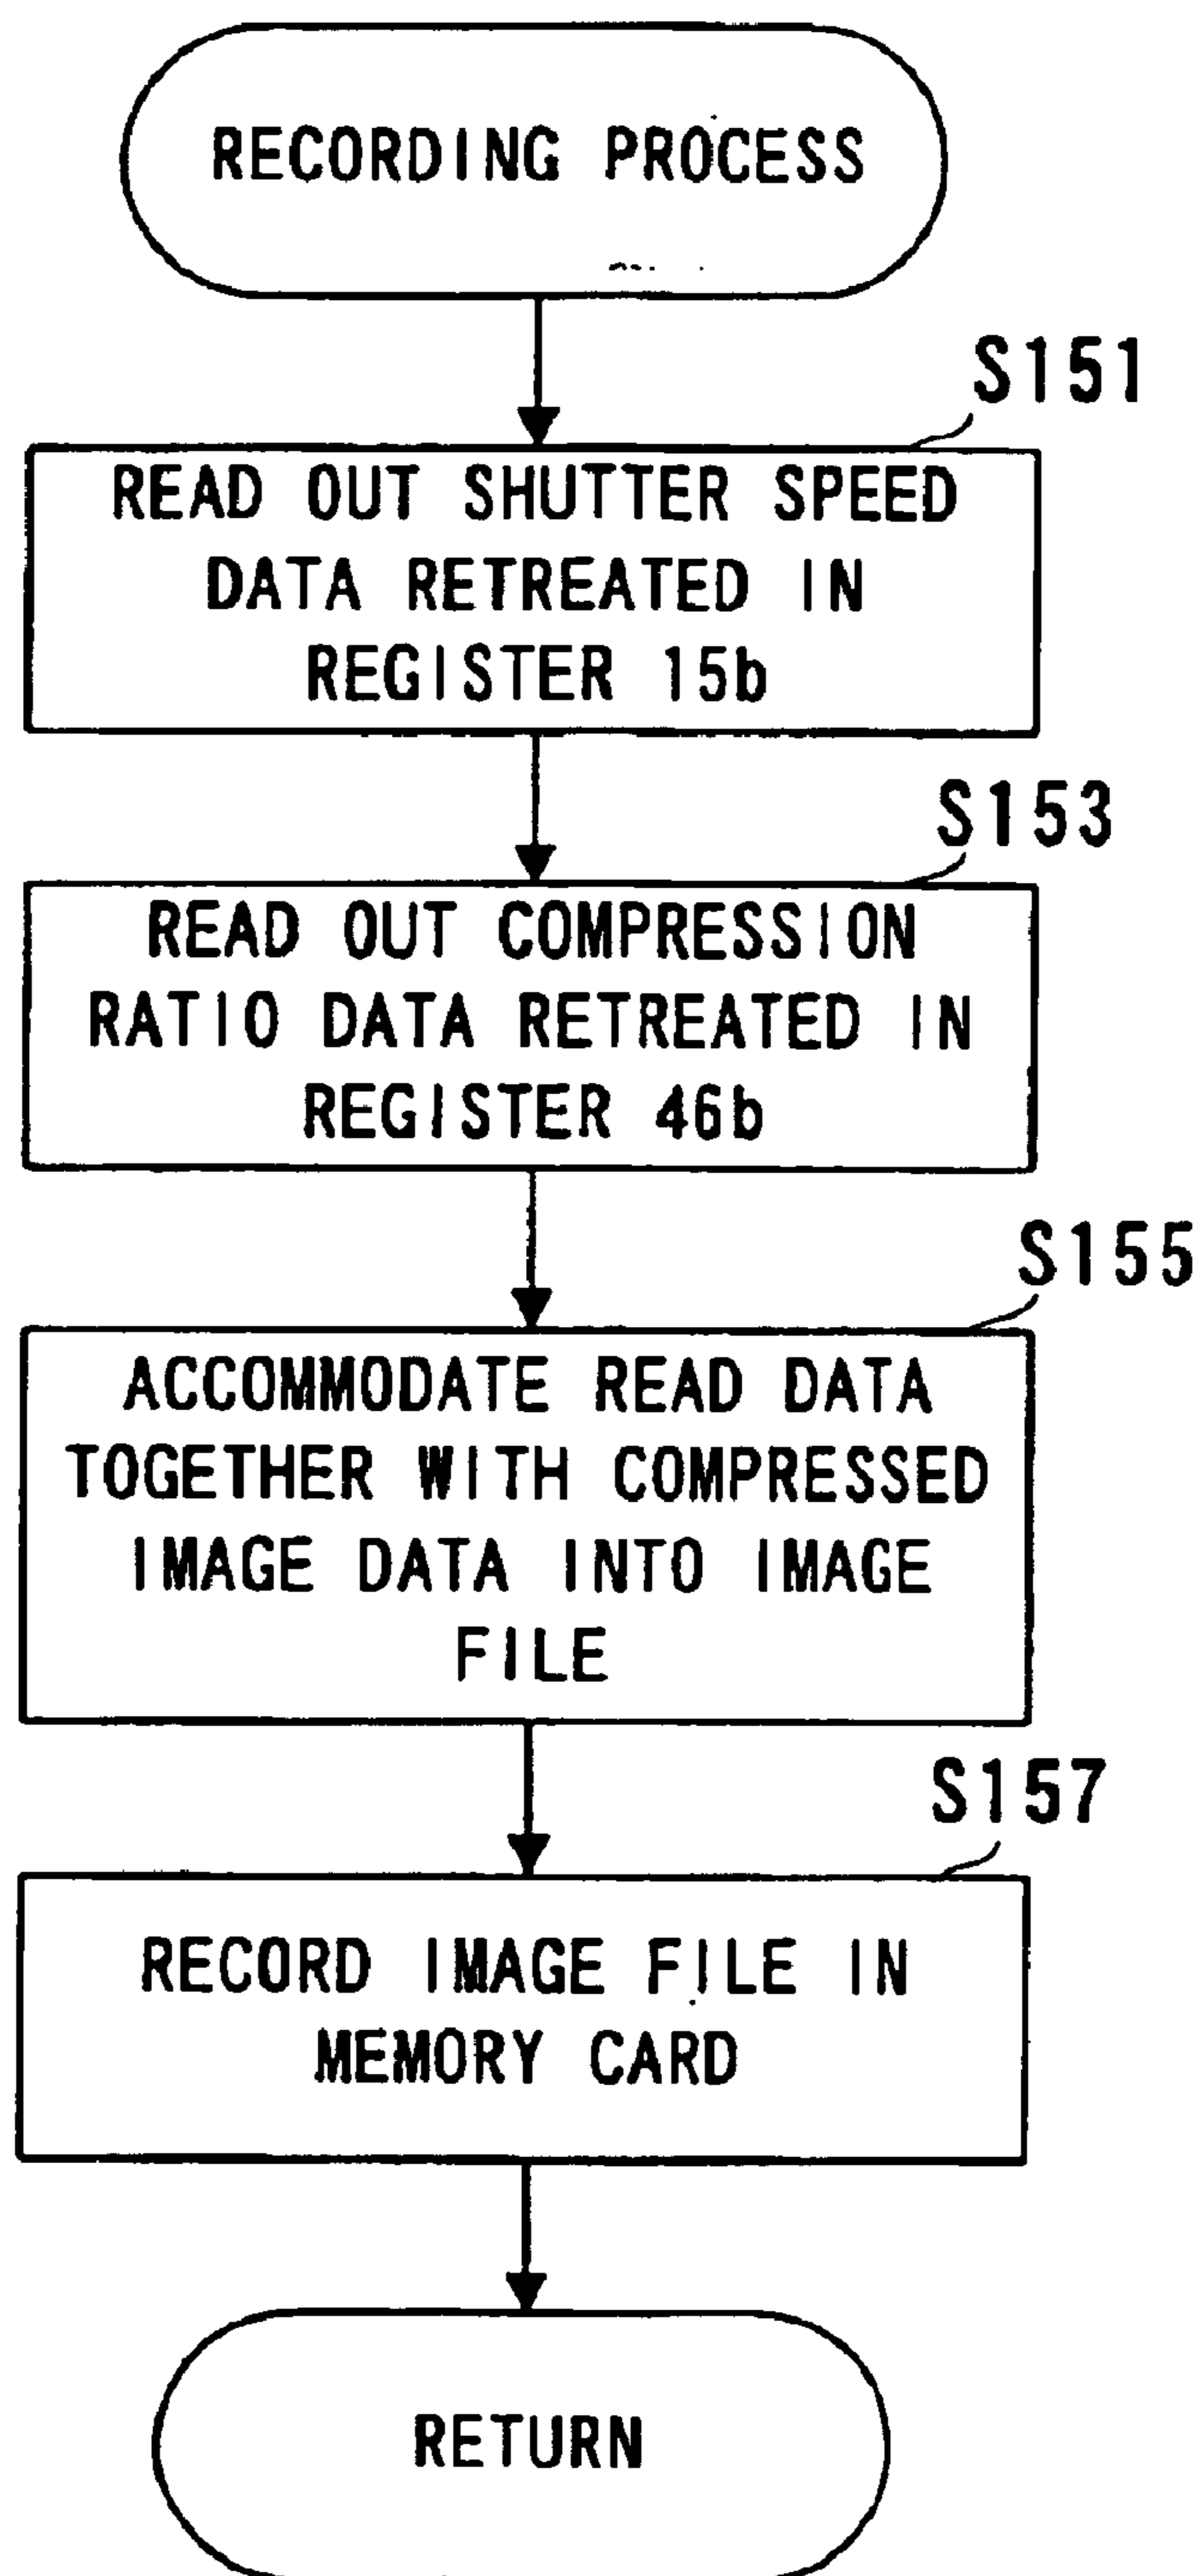 RECORDING PROCESS
S151
READ OUT SHUTTER SPEED
DATA RETREATED IN
REGISTER 15b
S153
READ OUT COMPRESSION
RATIO DATA RETREATED IN
REGISTER 46b
S155
ACCOMMODATE READ DATA
TOGETHER WITH COMPRESSED
IMAGE DATA INTO IMAGE
FILE
S157
RECORD IMAGE FILE IN
MEMORY CARD
RETURN